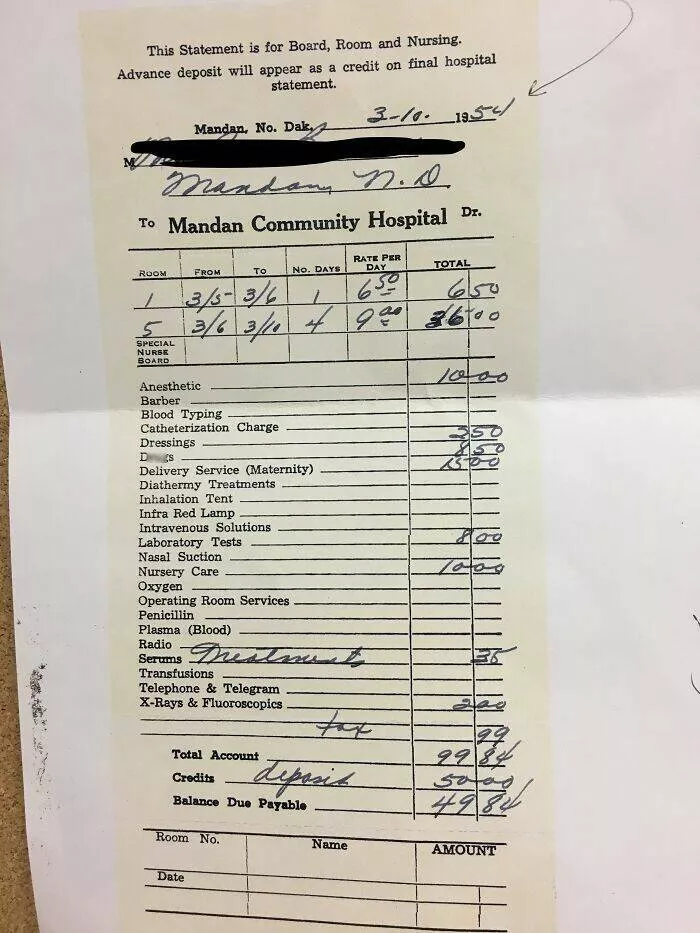 This Statement is for Board, Room and Nursing.
Advance deposit will appear as a credit on final hospital
statement.
Mandan, No. Dak. 3-10. 1954
M
Mandan, N.D.
To Mandan Community Hospital Dr.
ROOM FROM TO NO. DAYS RATE PER DAY TOTAL
1 3/5- 3/6 1 6 50 6 50
5 3/6 3/10 4 9 00 36 00
SPECIAL
NURSE
BOARD
Anesthetic 10 00
Barber
Blood Typing
Catheterization Charge
Dressings 2 50
D gs 8 50
Delivery Service (Maternity) 15 00
Diathermy Treatments
Inhalation Tent
Infra Red Lamp
Intravenous Solutions
Laboratory Tests 8 00
Nasal Suction
Nursery Care 10 00
Oxygen
Operating Room Services
Penicillin
Plasma (Blood)
Radio
Serums 35
Transfusions
Telephone & Telegram
X-Rays & Fluoroscopics 2 00
tax 99
Total Account 99 84
Credits deposit 50 00
Balance Due Payable 49 84
Room No. Name AMOUNT
Date